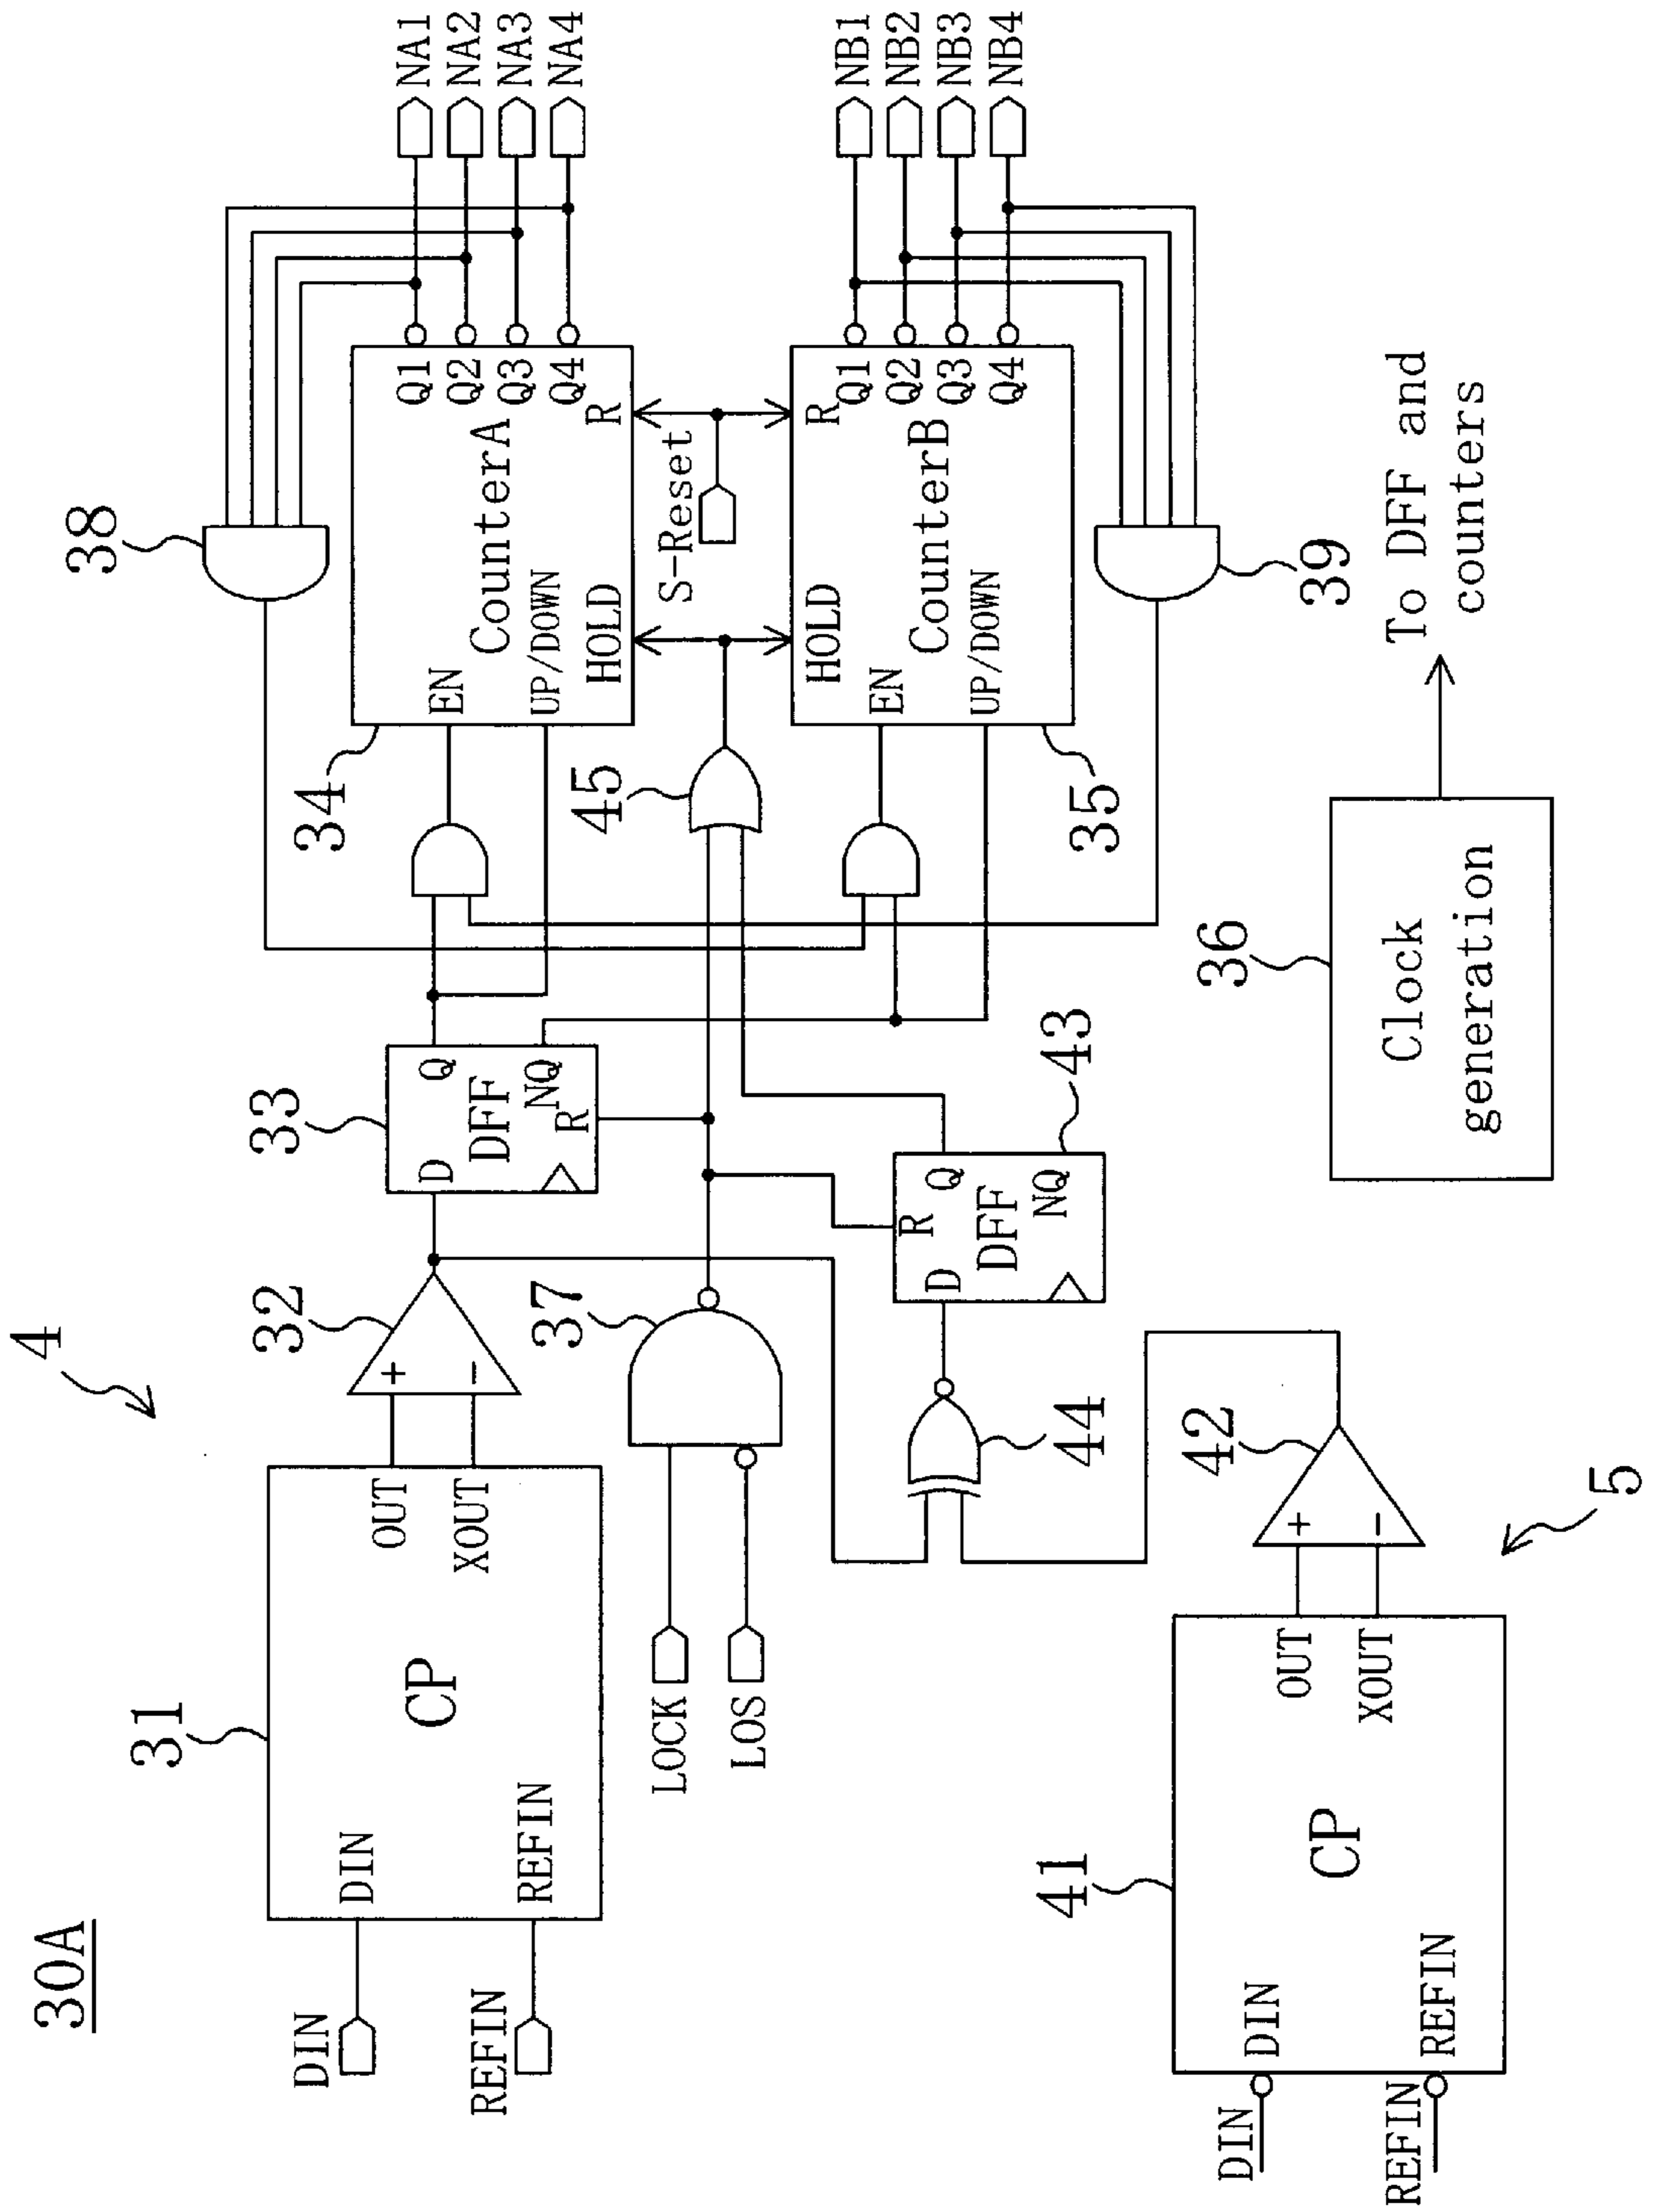 30A
4
DIN
REFIN
31
DIN
REFIN
CP
OUT
XOUT
32
+
−
33
D
DFF
Q
NQ
R
LOCK
LOS
37
34
EN
UP/DOWN
HOLD
CounterA
Q1
Q2
Q3
Q4
R
38
NA1
NA2
NA3
NA4
45
S-Reset
35
HOLD
EN
UP/DOWN
CounterB
R
Q1
Q2
Q3
Q4
39
NB1
NB2
NB3
NB4
43
R
D
DFF
Q
NQ
44
42
+
−
5
41
DIN
REFIN
DIN
REFIN
CP
OUT
XOUT
36
Clock
generation
To DFF and
counters